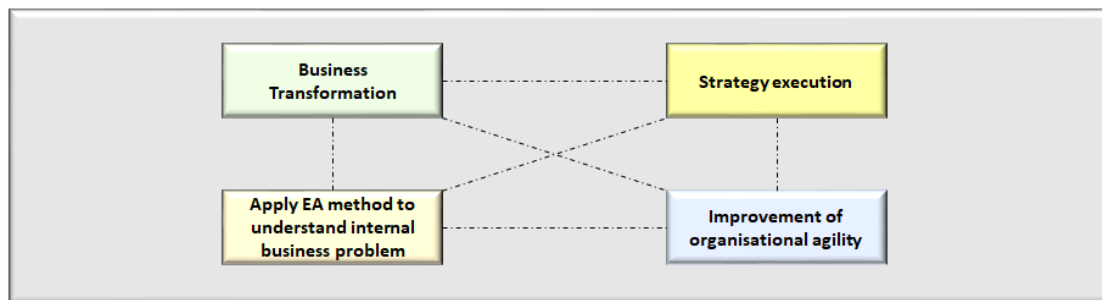 Business
Transformation
Strategy execution
Apply EA method to
understand internal
business problem
Improvement of
organisational agility